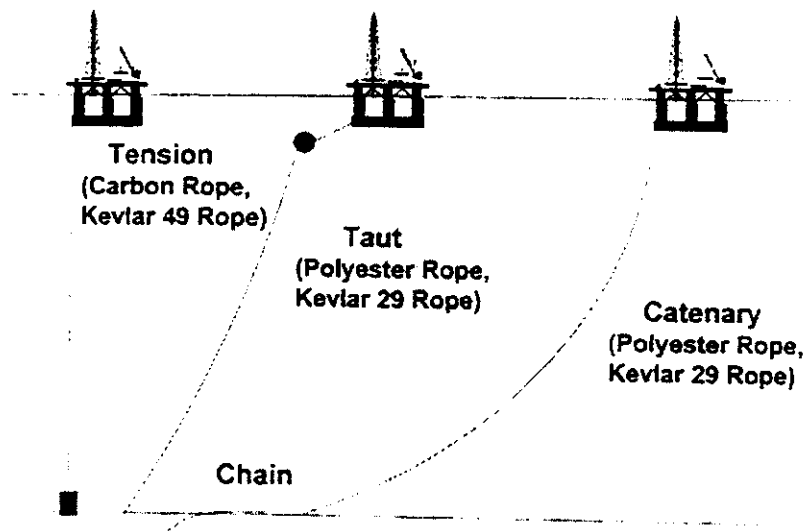 Tension
(Carbon Rope,
Kevlar 49 Rope)
Taut
(Polyester Rope,
Kevlar 29 Rope)
Catenary
(Polyester Rope,
Kevlar 29 Rope)
Chain